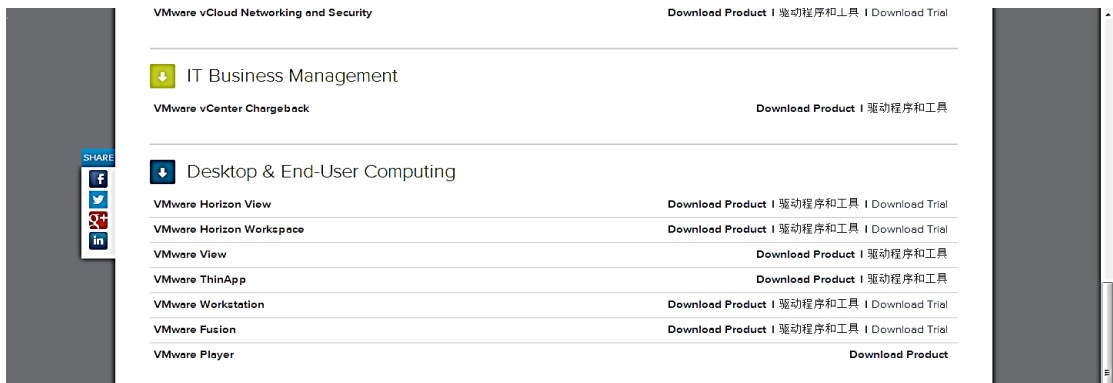 VMware vCloud Networking and Security Download Product I 驱动程序和工具 I Download Trial
IT Business Management
VMware vCenter Chargeback Download Product I 驱动程序和工具
SHARE
Desktop & End-User Computing
VMware Horizon View Download Product I 驱动程序和工具 I Download Trial
VMware Horizon Workspace Download Product I 驱动程序和工具 I Download Trial
VMware View Download Product I 驱动程序和工具
VMware ThinApp Download Product I 驱动程序和工具
VMware Workstation Download Product I 驱动程序和工具 I Download Trial
VMware Fusion Download Product I 驱动程序和工具 I Download Trial
VMware Player Download Product